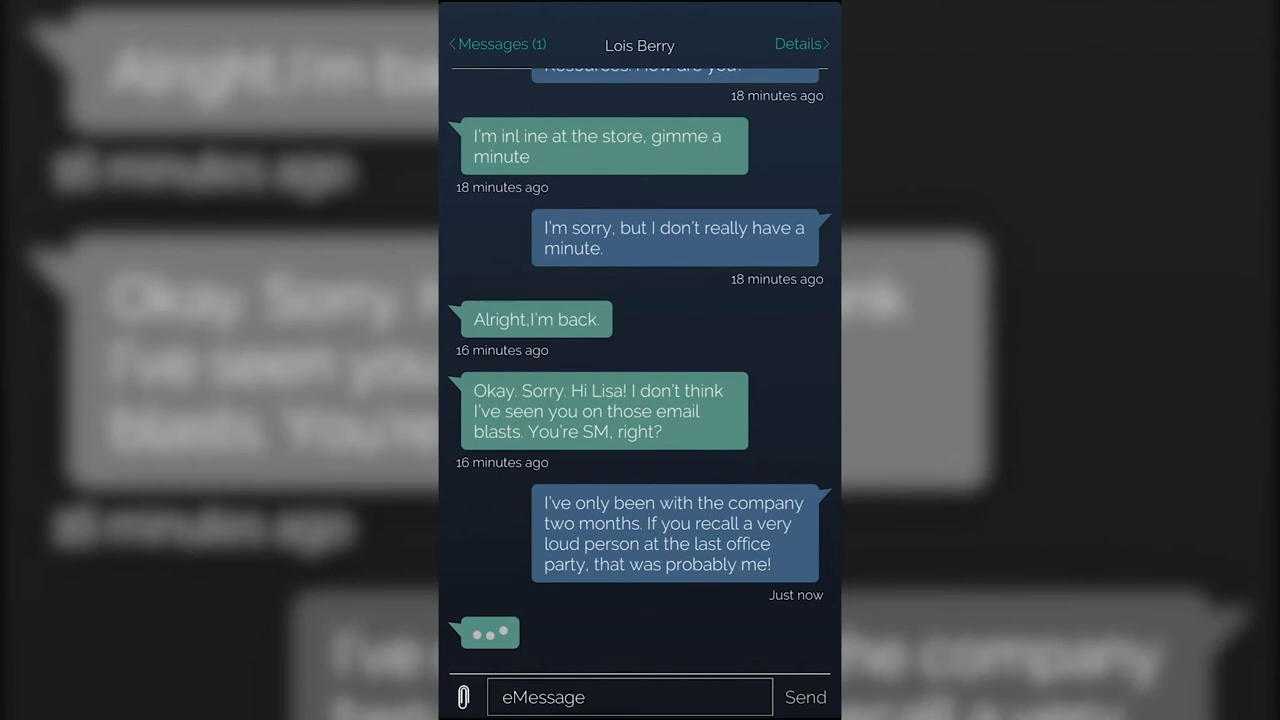 Messages (1)
Lois Berry
Details
Resources. How are you?
18 minutes ago
I'm inl ine at the store, gimme a
minute
18 minutes ago
I'm sorry, but I don't really have a
minute.
18 minutes ago
Alright,I'm back.
16 minutes ago
Okay. Sorry. Hi Lisa! I don't think
I've seen you on those email
blasts. You're SM, right?
16 minutes ago
I've only been with the company
two months. If you recall a very
loud person at the last office
party, that was probably me!
Just now
eMessage
Send